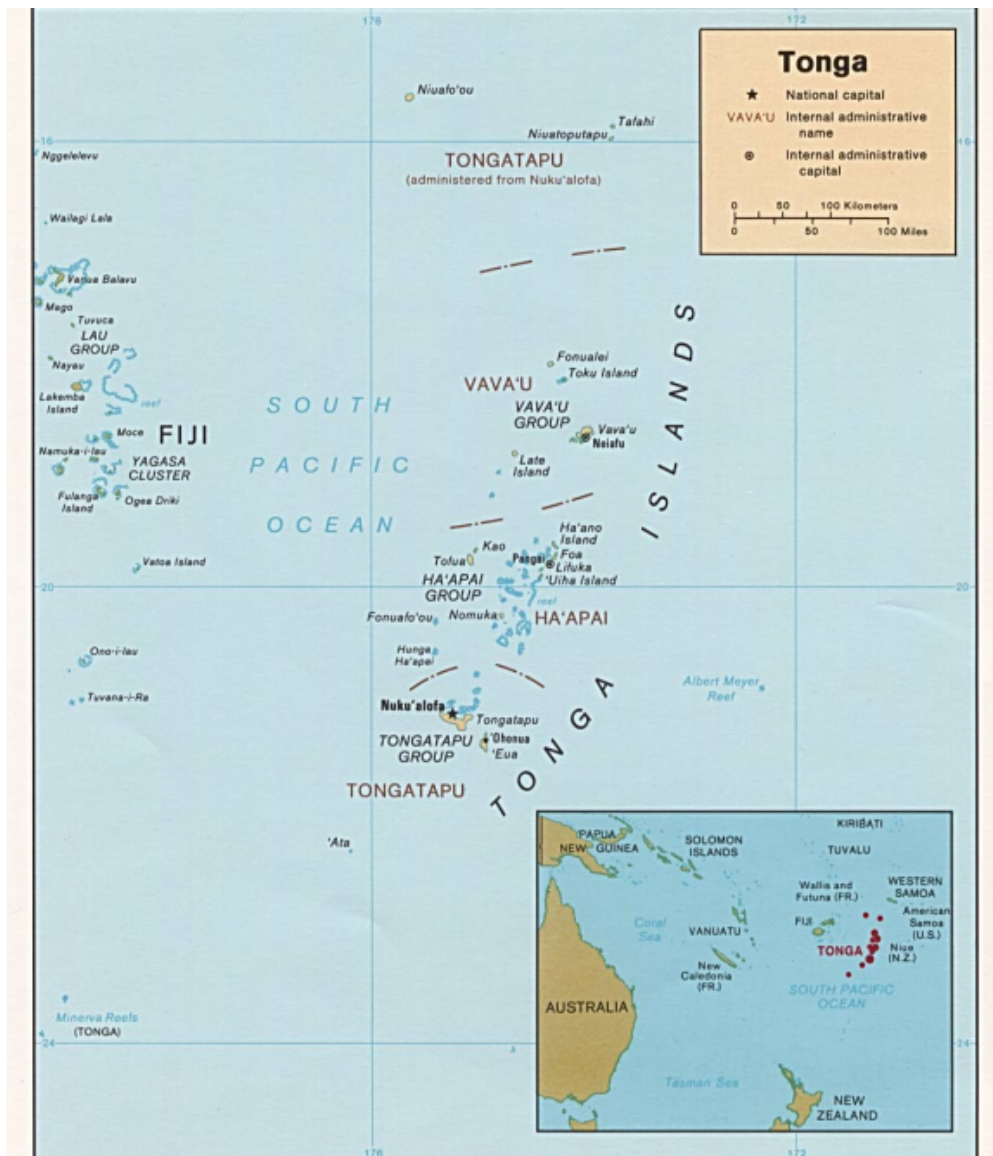 176
172
Tonga
National capital
VAVA'U Internal administrative
name
Internal administrative
capital
0 50 100 Kilometers
0 50 100 Miles
Niuafo'ou
Tafahi
Niuatoputapu
16
16
Nggelelevu
TONGATAPU
(administered from Nuku'alofa)
Wailagi Lala
Vanua Balavu
Mago
Tuvuca
LAU
GROUP
Nayau
Lakemba
Island
reef
Moce
FIJI
Namuka-i-lau
YAGASA
CLUSTER
Fulanga
Island
Ogea Driki
Vatoa Island
SOUTH
PACIFIC
OCEAN
Fonualei
Toku Island
VAVA'U
VAVA'U
GROUP
Vava'u
Neiafu
Late
Island
TONGA ISLANDS
Ha'ano
Island
Kao
Pangai
Foa
Tofua
Lifuka
'Uiha Island
20
20
HA'APAI
GROUP
reef
Fonuafo'ou
Nomuka
HA'APAI
Hunga
Ha'apai
Ono-i-lau
Tuvana-i-Ra
Albert Meyer
Reef
Nuku'alofa
Tongatapu
TONGATAPU
GROUP
'Ohonua
'Eua
TONGATAPU
'Ata
Minerva Reefs
(TONGA)
24
24
176
172
KIRIBATI
PAPUA
NEW GUINEA
SOLOMON
ISLANDS
TUVALU
Wallis and
Futuna (FR.)
WESTERN
SAMOA
American
Samoa
(U.S.)
Coral
Sea
VANUATU
FIJI
TONGA
Niue
(N.Z.)
New
Caledonia
(FR.)
SOUTH PACIFIC
OCEAN
AUSTRALIA
Tasman Sea
NEW
ZEALAND